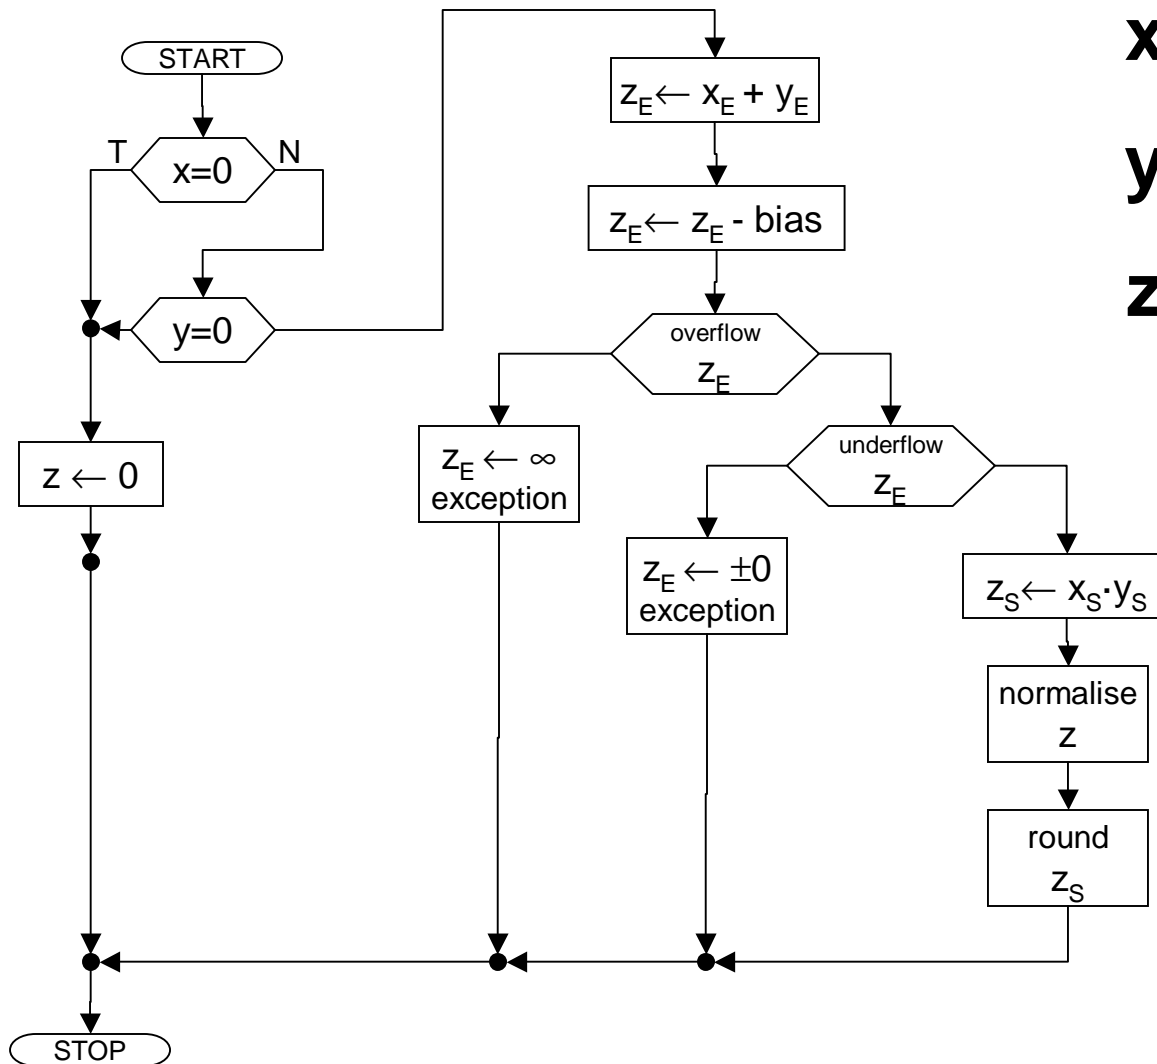 START
T
N
x=0
y=0
z ← 0
z_E ← x_E + y_E
z_E ← z_E - bias
overflow
z_E
z_E ← ∞
exception
underflow
z_E
z_E ← ±0
exception
z_S ← x_S·y_S
normalise
z
round
z_S
STOP
x
y
z